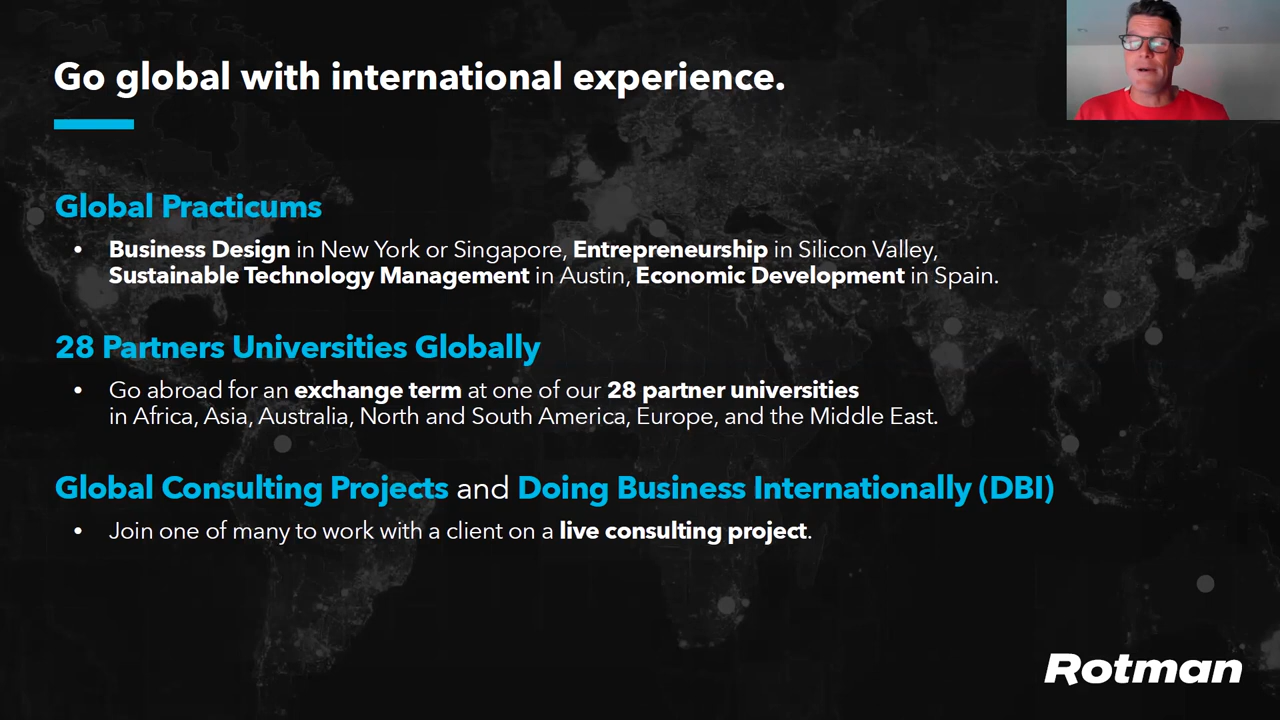 Go global with international experience.
Global Practicums
• Business Design in New York or Singapore, Entrepreneurship in Silicon Valley,
Sustainable Technology Management in Austin, Economic Development in Spain.
28 Partners Universities Globally
• Go abroad for an exchange term at one of our 28 partner universities
in Africa, Asia, Australia, North and South America, Europe, and the Middle East.
Global Consulting Projects and Doing Business Internationally (DBI)
• Join one of many to work with a client on a live consulting project.
Rotman